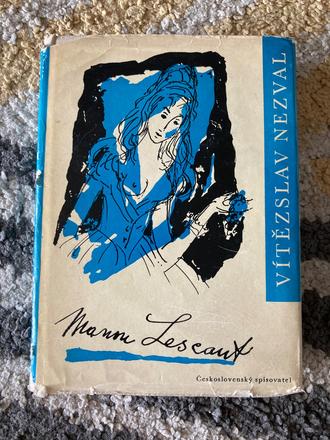 VÍTĚZSLAV NEZVAL
Manon Lescaut
Československý spisovatel